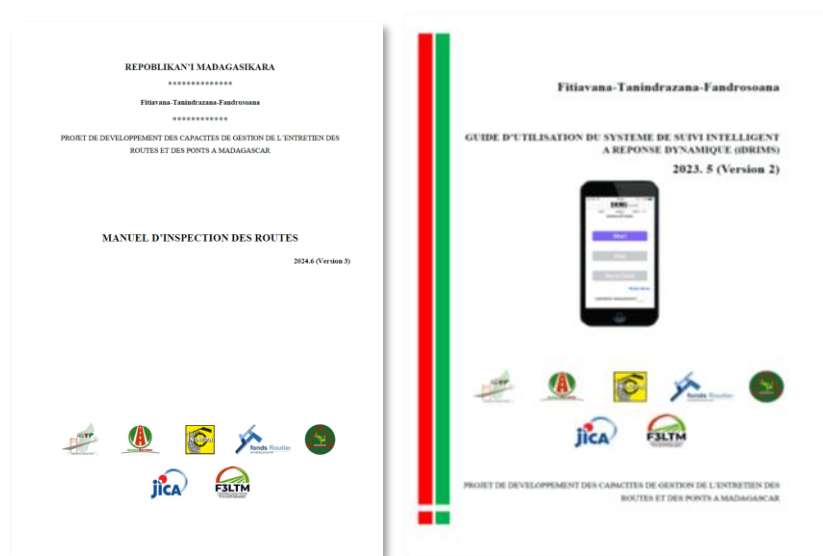 REPOBLIKAN'I MADAGASIKARA
**************
Fitiavana-Tanindrazana-Fandrosoana
************
PROJET DE DEVELOPPEMENT DES CAPACITES DE GESTION DE L'ENTRETIEN DES
ROUTES ET DES PONTS A MADAGASCAR
MANUEL D'INSPECTION DES ROUTES
2024.6 (Version 3)
fonds Routier
MADAGASCAR
jICA
F3LTM
Fitiavana-Tanindrazana-Fandrosoana
GUIDE D'UTILISATION DU SYSTEME DE SUIVI INTELLIGENT
A REPONSE DYNAMIQUE (iDRIMS)
2023. 5 (Version 2)
Start
fonds Routier
jICA
F3LTM
PROJET DE DEVELOPPEMENT DES CAPACITES DE GESTION DE L'ENTRETIEN DES
ROUTES ET DES PONTS A MADAGASCAR